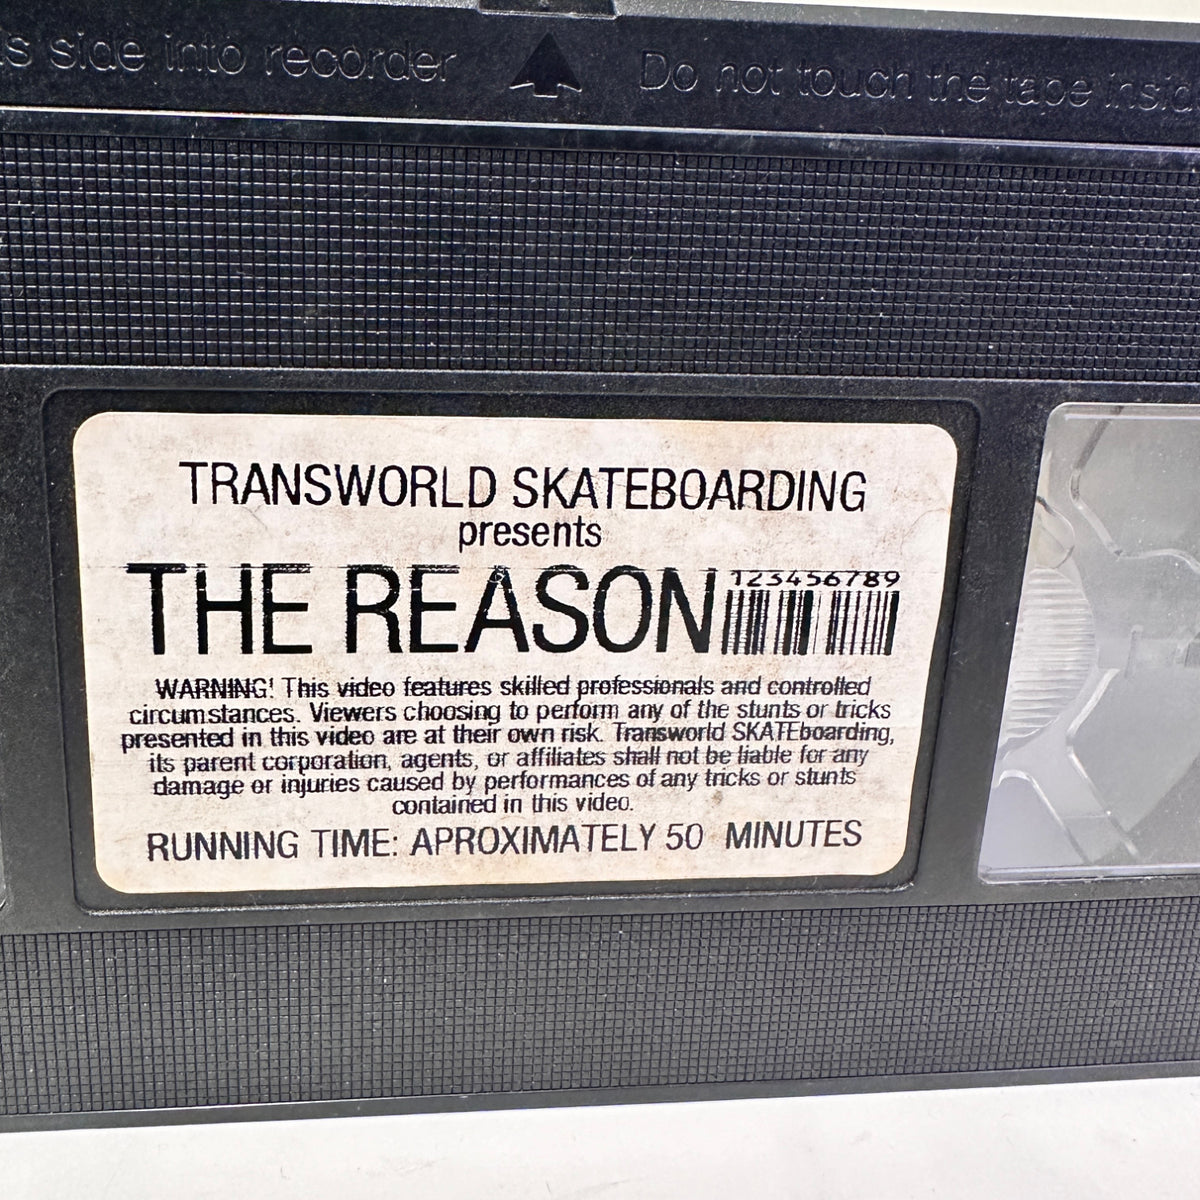 s side into recorder Do not touch the tape insid
TRANSWORLD SKATEBOARDING
presents
THE REASON
123456789
WARNING! This video features skilled professionals and controlled
circumstances. Viewers choosing to perform any of the stunts or tricks
presented in this video are at their own risk. Transworld SKATEboarding,
its parent corporation, agents, or affiliates shall not be liable for any
damage or injuries caused by performances of any tricks or stunts
contained in this video.
RUNNING TIME: APROXIMATELY 50 MINUTES